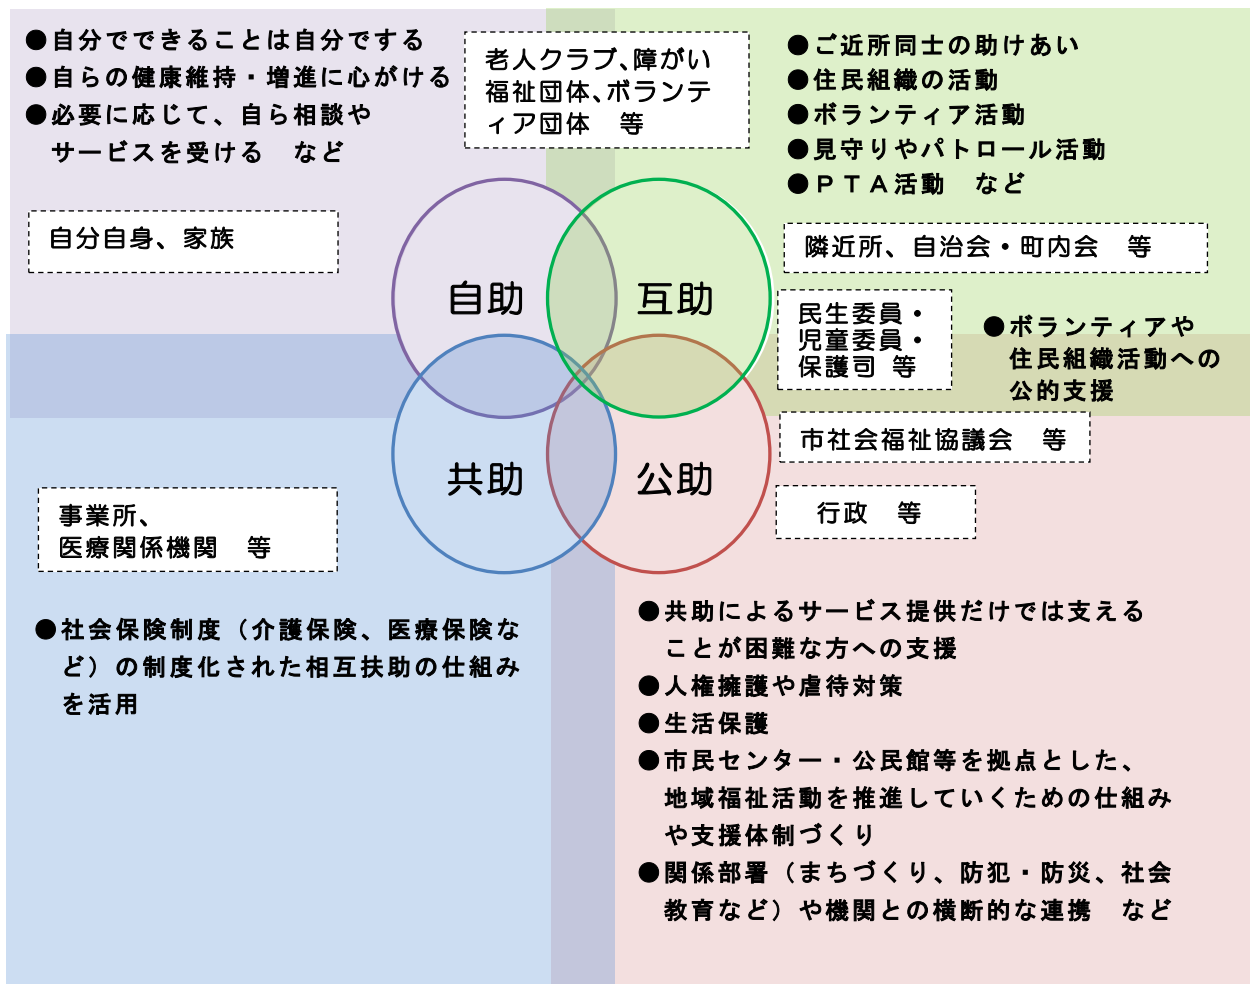 ●自分でできることは自分でする
●自らの健康維持・増進に心がける
●必要に応じて、自ら相談や
サービスを受ける　など
自分自身、家族
老人クラブ、障がい
福祉団体、ボランテ
ィア団体　等
●ご近所同士の助けあい
●住民組織の活動
●ボランティア活動
●見守りやパトロール活動
●ＰＴＡ活動　など
隣近所、自治会・町内会　等
民生委員・
児童委員・
保護司 等
●ボランティアや
住民組織活動への
公的支援
自助
互助
共助
公助
市社会福祉協議会　等
行政　等
事業所、
医療関係機関　等
●社会保険制度（介護保険、医療保険な
ど）の制度化された相互扶助の仕組み
を活用
●共助によるサービス提供だけでは支える
ことが困難な方への支援
●人権擁護や虐待対策
●生活保護
●市民センター・公民館等を拠点とした、
地域福祉活動を推進していくための仕組み
や支援体制づくり
●関係部署（まちづくり、防犯・防災、社会
教育など）や機関との横断的な連携　など